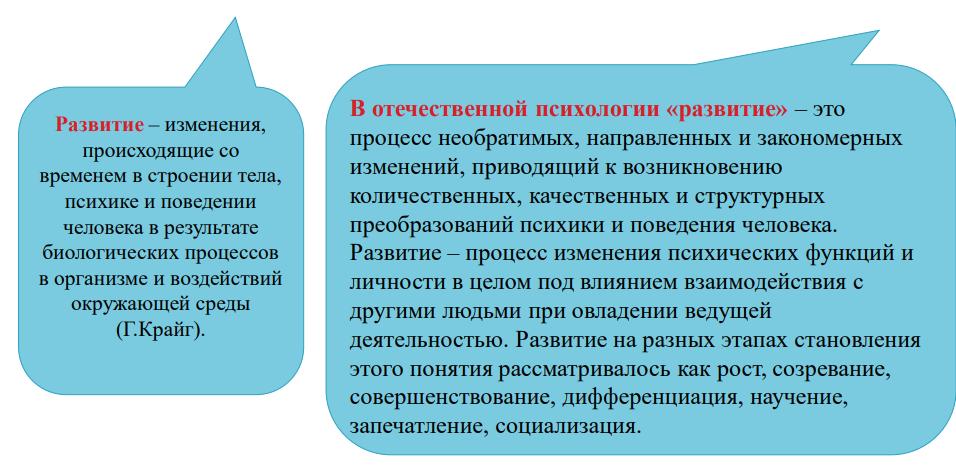 Развитие – изменения,
происходящие со
временем в строении тела,
психике и поведении
человека в результате
биологических процессов
в организме и воздействий
окружающей среды
(Г.Крайг).
В отечественной психологии «развитие» – это
процесс необратимых, направленных и закономерных
изменений, приводящий к возникновению
количественных, качественных и структурных
преобразований психики и поведения человека.
Развитие – процесс изменения психических функций и
личности в целом под влиянием взаимодействия с
другими людьми при овладении ведущей
деятельностью. Развитие на разных этапах становления
этого понятия рассматривалось как рост, созревание,
совершенствование, дифференциация, научение,
запечатление, социализация.